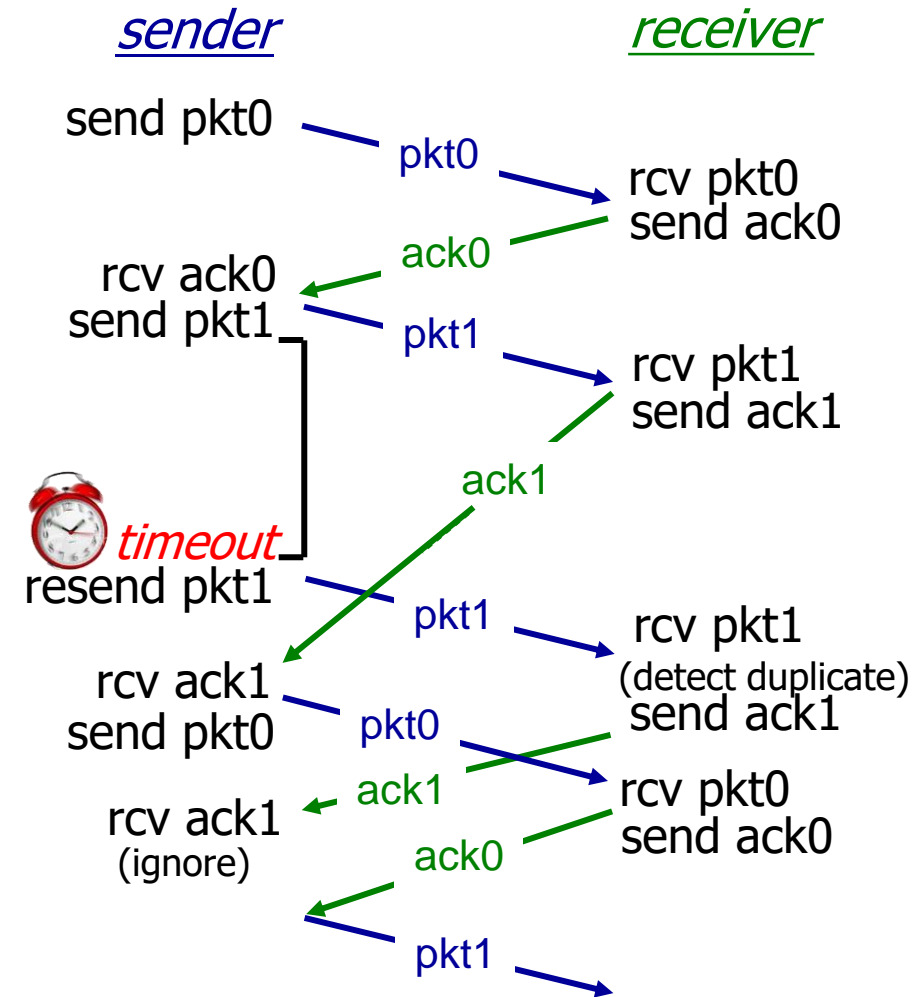 sender receiver
send pkt0
pkt0
rcv pkt0
send ack0
ack0
rcv ack0
send pkt1
pkt1
rcv pkt1
send ack1
ack1
timeout
resend pkt1
pkt1
rcv pkt1
(detect duplicate)
send ack1
rcv ack1
send pkt0
pkt0
ack1
rcv pkt0
send ack0
rcv ack1
(ignore)
ack0
pkt1